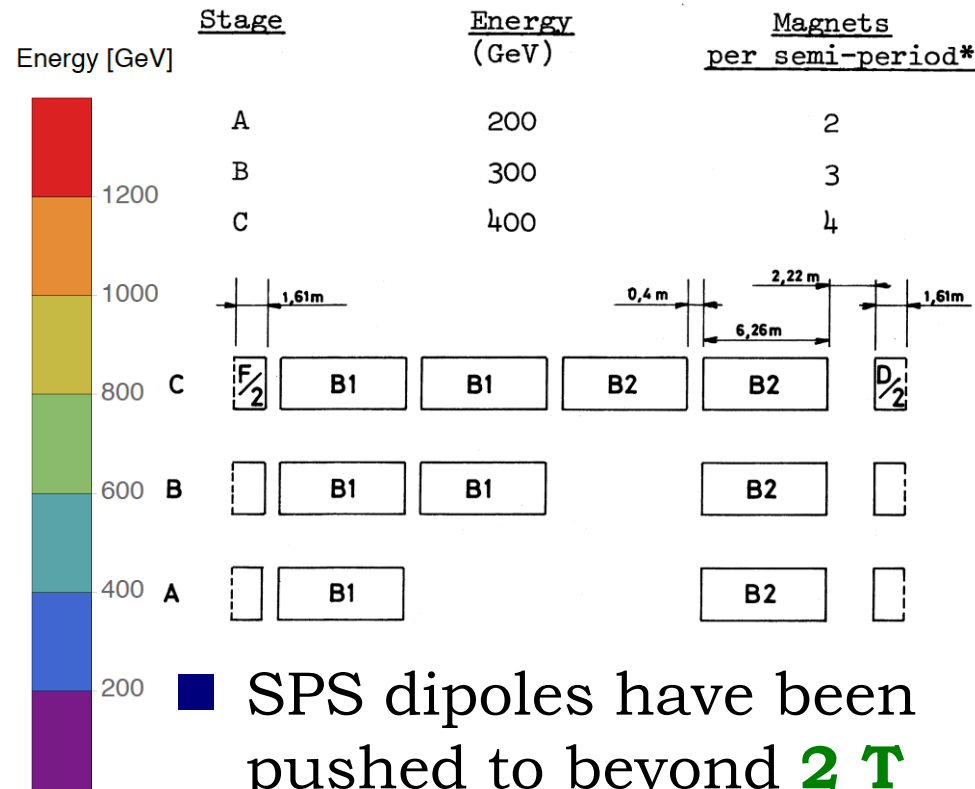 Stage Energy Magnets
(GeV) per semi-period*
Energy [GeV]
A 200 2
B 300 3
C 400 4
1200
1000
800
600
400
200
1,61m 0,4 m 2,22 m 1,61m
6,26m
C F/2 B1 B1 B2 B2 D/2
B B1 B1 B2
A B1 B2
SPS dipoles have been
pushed to beyond 2 T